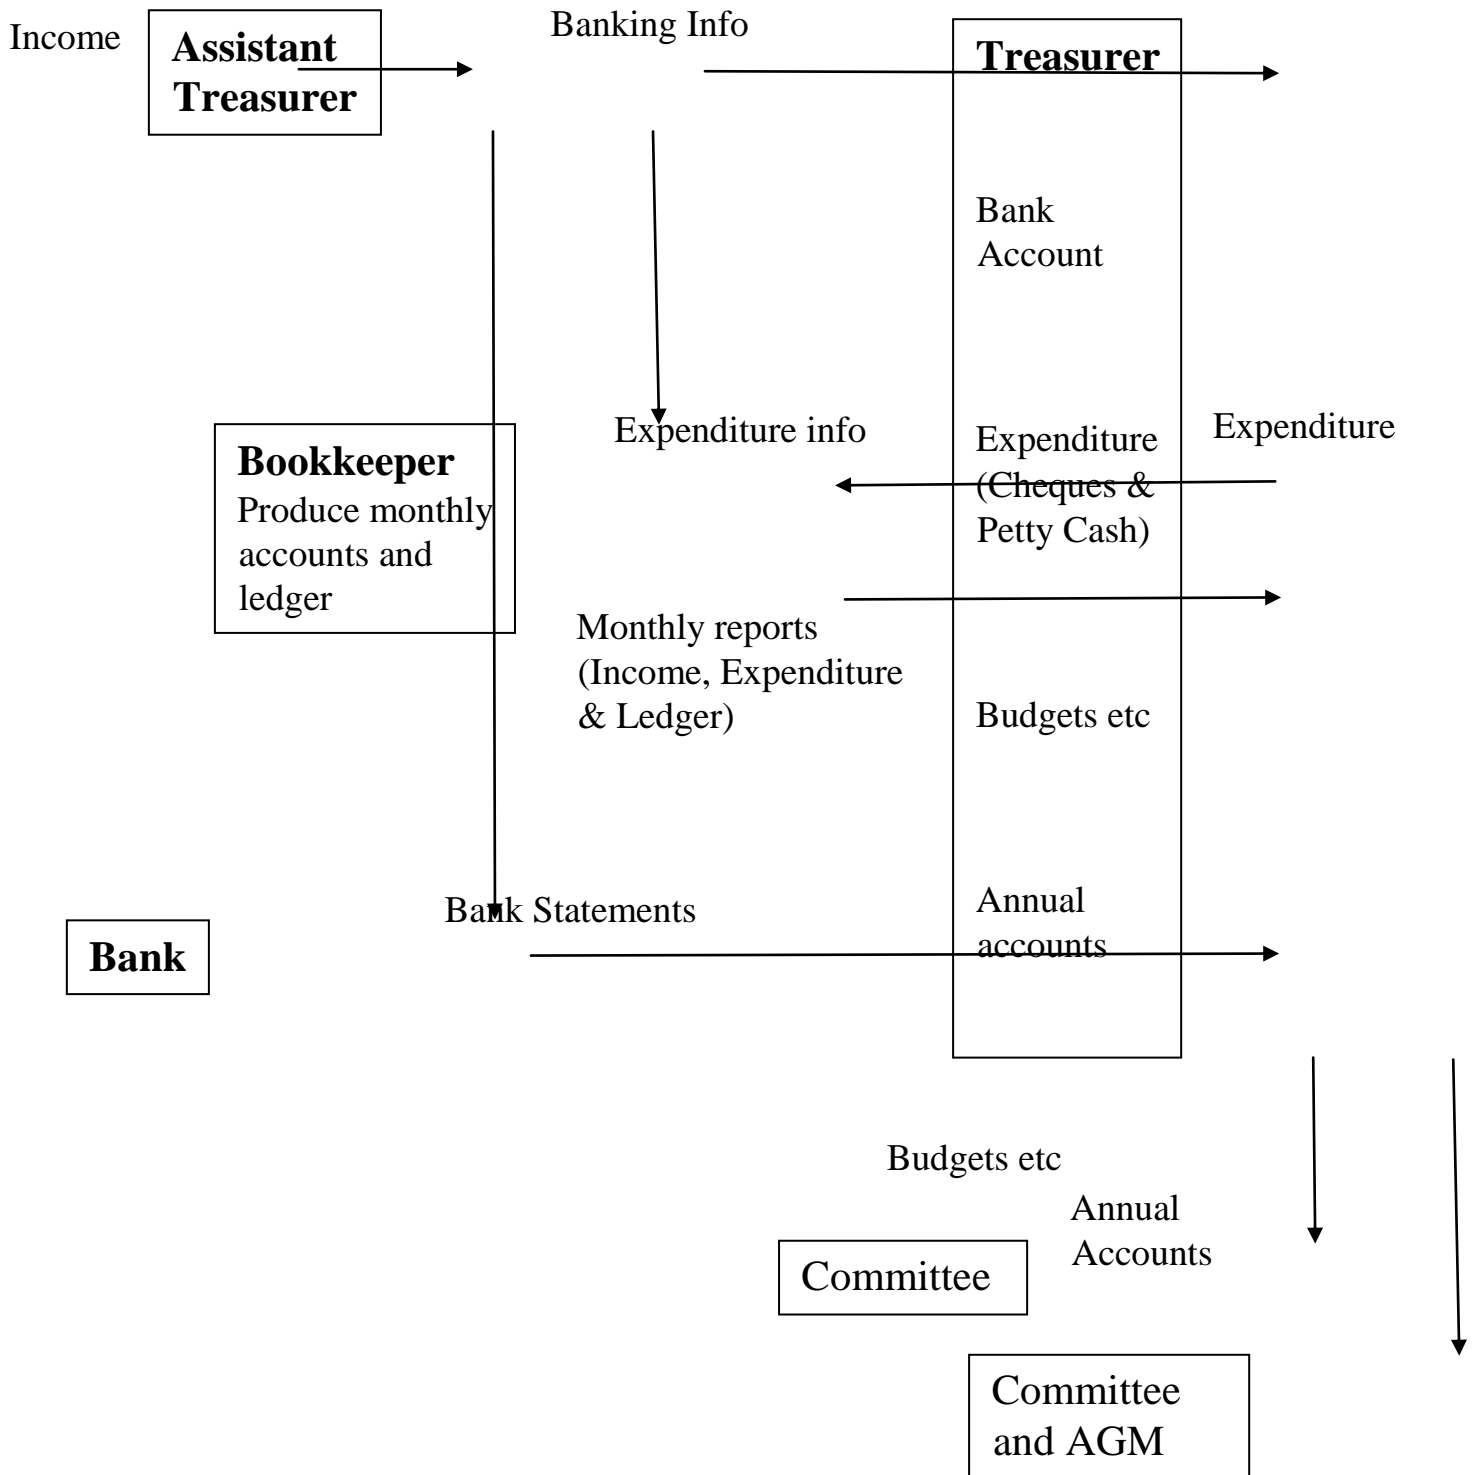 Income
Assistant
Treasurer
Banking Info
Treasurer
Bank
Account
Expenditure info
Expenditure
(Cheques &
Petty Cash)
Expenditure
Bookkeeper
Produce monthly
accounts and
ledger
Monthly reports
(Income, Expenditure
& Ledger)
Budgets etc
Bank Statements
Annual
accounts
Bank
Budgets etc
Annual
Accounts
Committee
Committee
and AGM